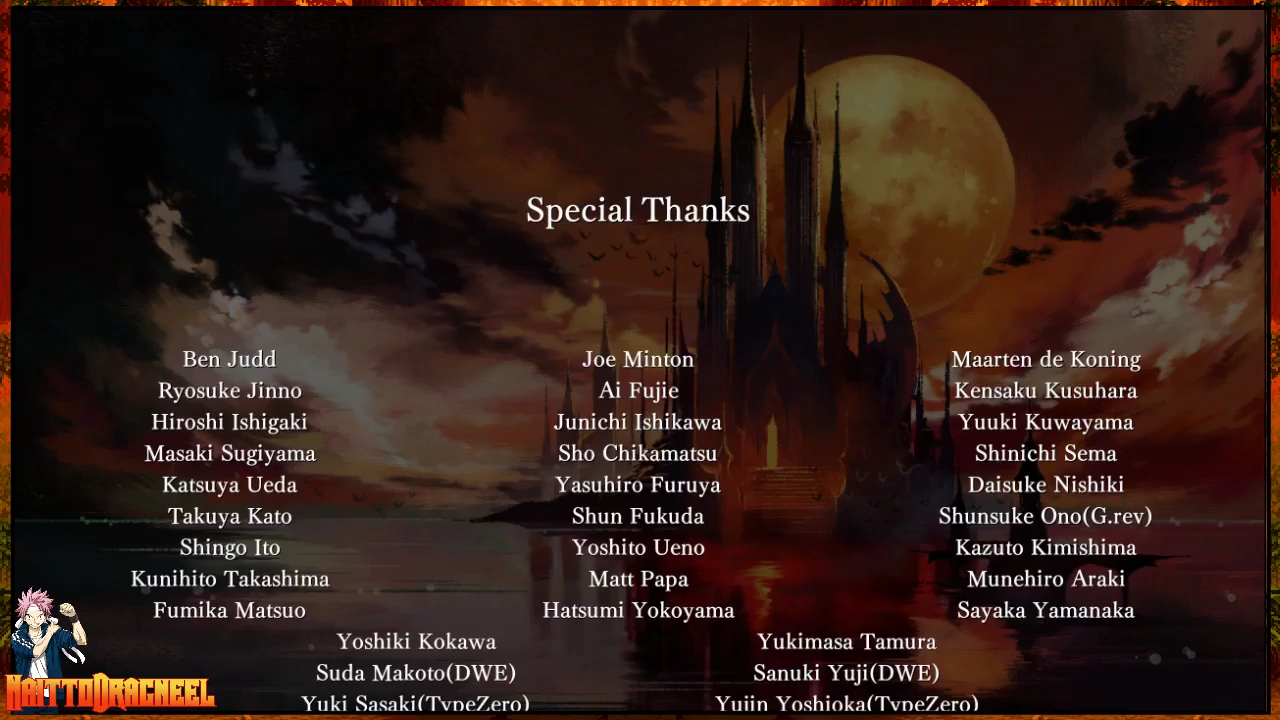 Special Thanks
Ben Judd Joe Minton Maarten de Koning
Ryosuke Jinno Ai Fujie Kensaku Kusuhara
Hiroshi Ishigaki Junichi Ishikawa Yuuki Kuwayama
Masaki Sugiyama Sho Chikamatsu Shinichi Sema
Katsuya Ueda Yasuhiro Furuya Daisuke Nishiki
Takuya Kato Shun Fukuda Shunsuke Ono(G.rev)
Shingo Ito Yoshito Ueno Kazuto Kimishima
Kunihito Takashima Matt Papa Munehiro Araki
Fumika Matsuo Hatsumi Yokoyama Sayaka Yamanaka
Yoshiki Kokawa Yukimasa Tamura
Suda Makoto(DWE) Sanuki Yuji(DWE)
Yuki Sasaki(TypeZero) Yujin Yoshioka(TypeZero)
NaittoDragneel